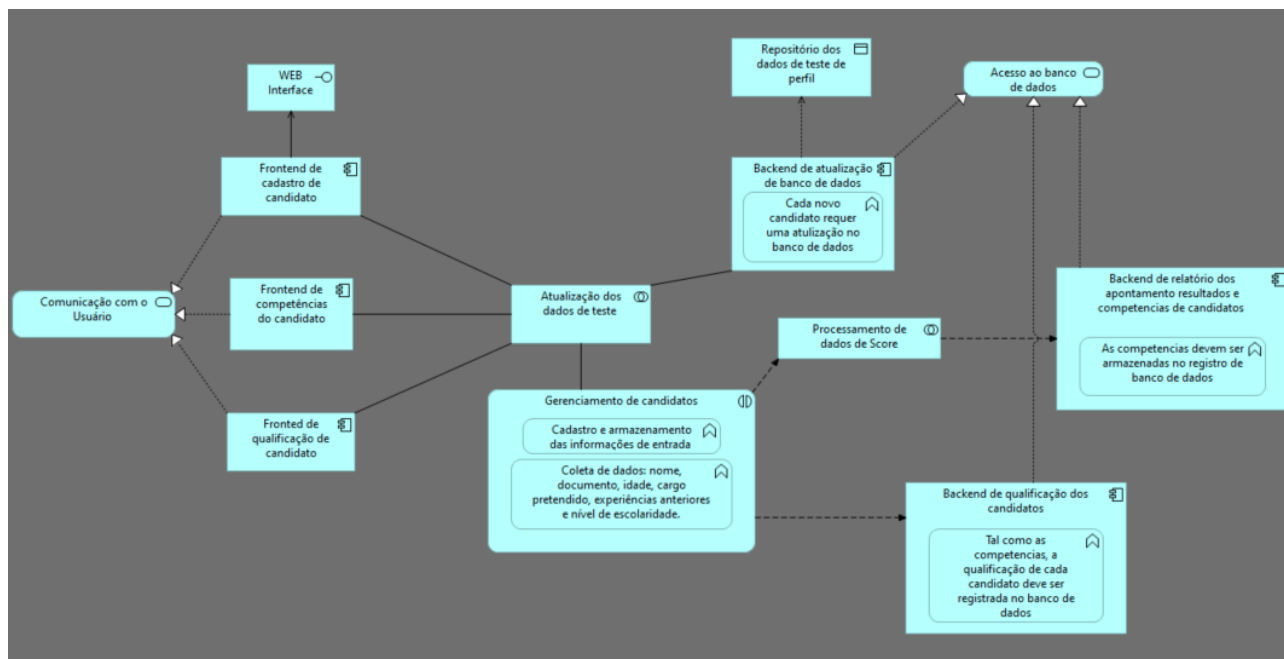 WEB
Interface
Repositório dos
dados de teste de
perfil
Acesso ao banco
de dados
Frontend de
cadastro de
candidato
Backend de atualização
de banco de dados
Cada novo
candidato requer
uma atulização no
banco de dados
Comunicação com o
Usuário
Frontend de
competências
do candidato
Atualização dos
dados de teste
Backend de relatório dos
apontamento resultados e
competencias de candidatos
As competencias devem ser
armazenadas no registro de
banco de dados
Processamento de
dados de Score
Fronted de
qualificação de
candidato
Gerenciamento de candidatos
Cadastro e armazenamento
das informações de entrada
Coleta de dados: nome,
documento, idade, cargo
pretendido, experiências anteriores
e nível de escolaridade.
Backend de qualificação dos
candidatos
Tal como as
competencias, a
qualificação de cada
candidato deve ser
registrada no banco de
dados